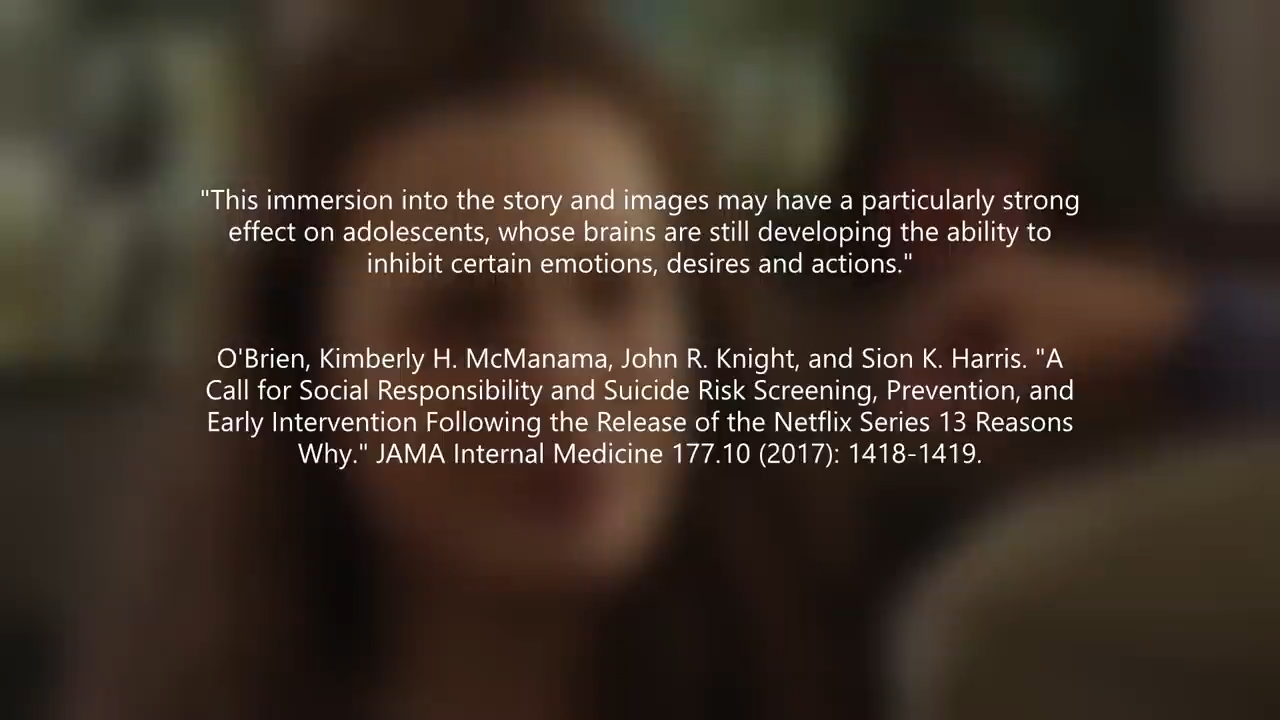 "This immersion into the story and images may have a particularly strong
effect on adolescents, whose brains are still developing the ability to
inhibit certain emotions, desires and actions."
O'Brien, Kimberly H. McManama, John R. Knight, and Sion K. Harris. "A
Call for Social Responsibility and Suicide Risk Screening, Prevention, and
Early Intervention Following the Release of the Netflix Series 13 Reasons
Why." JAMA Internal Medicine 177.10 (2017): 1418-1419.